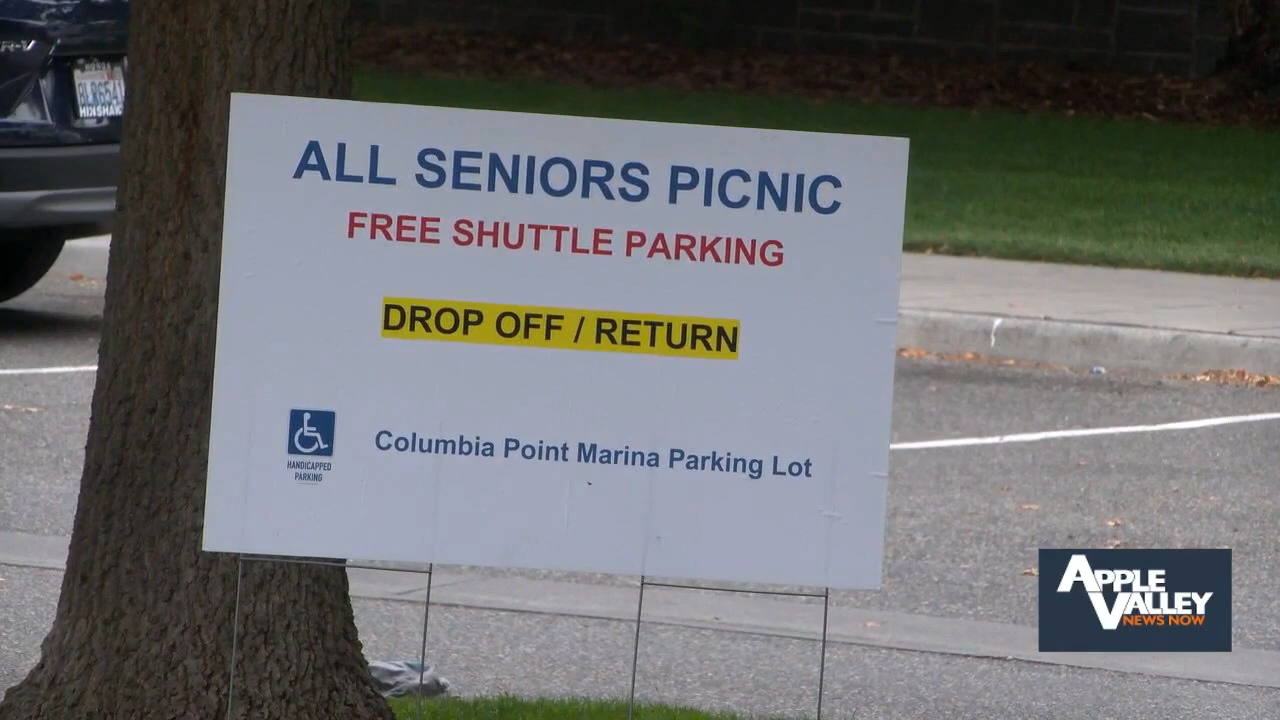 ALL SENIORS PICNIC
FREE SHUTTLE PARKING
DROP OFF / RETURN
HANDICAPPED
PARKING
Columbia Point Marina Parking Lot
APPLE
VALLEY
NEWS NOW